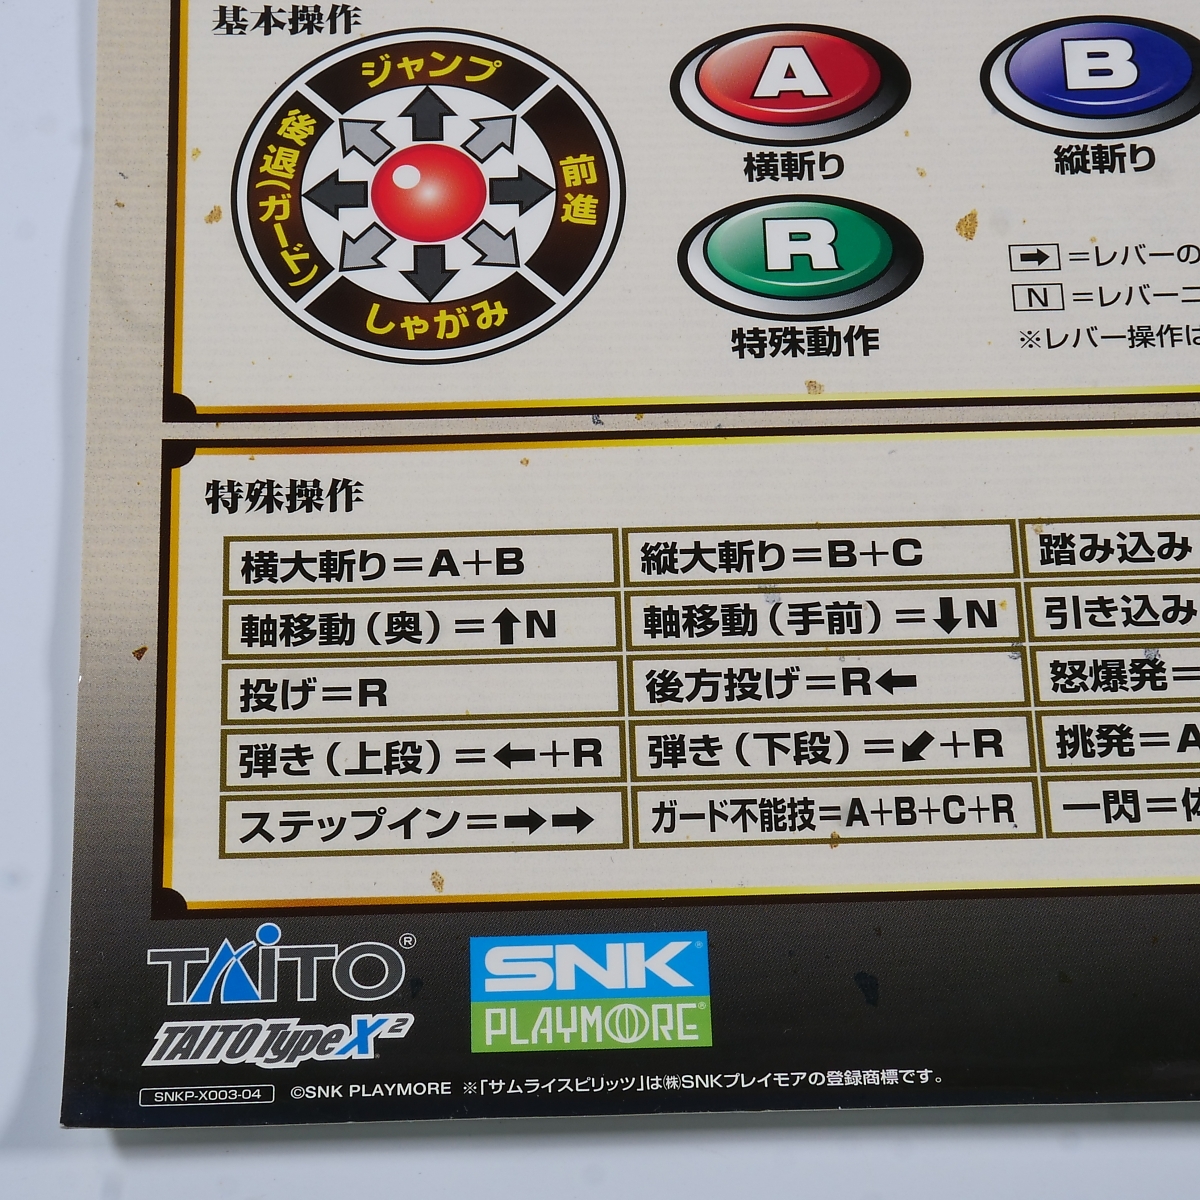 基本操作
ジャンプ
後退(ガード)
前進
しゃがみ
A
横斬り
B
縦斬り
R
特殊動作
➡=レバーの
N=レバーニ
※レバー操作は
特殊操作
横大斬り=A+B
縦大斬り=B+C
踏み込み
軸移動(奥)=⬆N
軸移動(手前)=⬇N
引き込み
投げ=R
後方投げ=R⬅
怒爆発=
弾き(上段)=⬅+R
弾き(下段)=⬋+R
挑発=A
ステップイン=➡➡
ガード不能技=A+B+C+R
一閃=体
TAITO®
TAITO Type X²
SNK®
PLAYMORE®
SNKP-X003-04
©SNK PLAYMORE ※「サムライスピリッツ」は㈱SNKプレイモアの登録商標です。